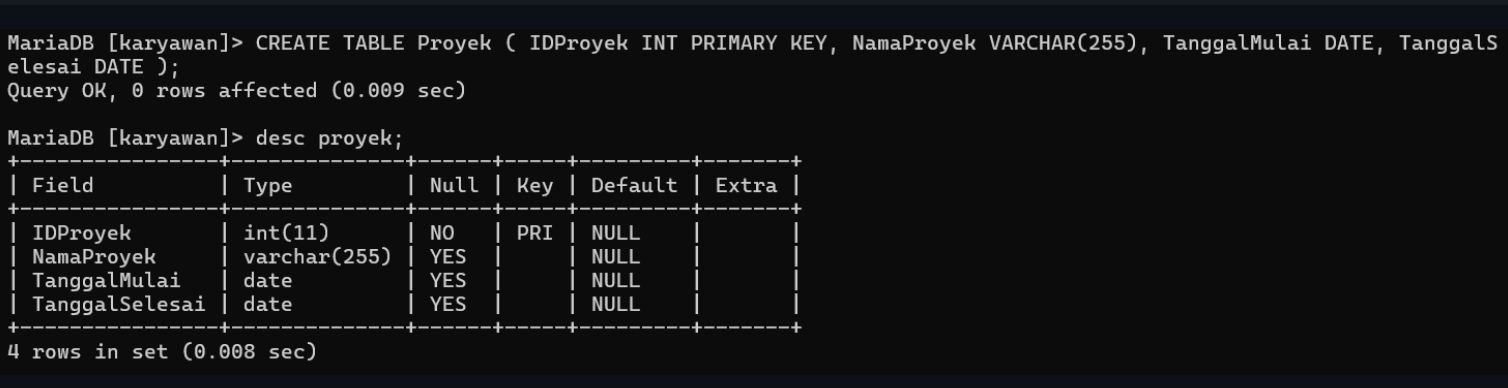 MariaDB [karyawan]> CREATE TABLE Proyek ( IDProyek INT PRIMARY KEY, NamaProyek VARCHAR(255), TanggalMulai DATE, TanggalS
elesai DATE );
Query OK, 0 rows affected (0.009 sec)

MariaDB [karyawan]> desc proyek;
+----------------+--------------+------+-----+---------+-------+
| Field          | Type         | Null | Key | Default | Extra |
+----------------+--------------+------+-----+---------+-------+
| IDProyek       | int(11)      | NO   | PRI | NULL    |       |
| NamaProyek     | varchar(255) | YES  |     | NULL    |       |
| TanggalMulai   | date         | YES  |     | NULL    |       |
| TanggalSelesai | date         | YES  |     | NULL    |       |
+----------------+--------------+------+-----+---------+-------+
4 rows in set (0.008 sec)